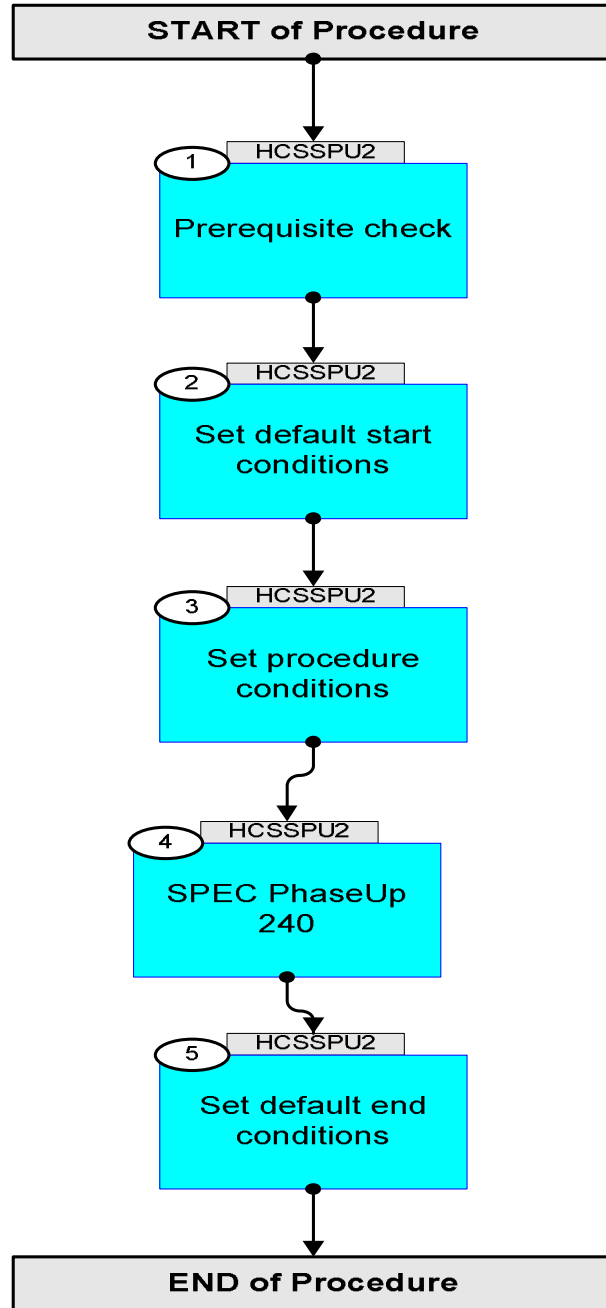 START of Procedure
HCSSPU2
1
Prerequisite check
HCSSPU2
2
Set default start
conditions
HCSSPU2
3
Set procedure
conditions
HCSSPU2
4
SPEC PhaseUp
240
HCSSPU2
5
Set default end
conditions
END of Procedure